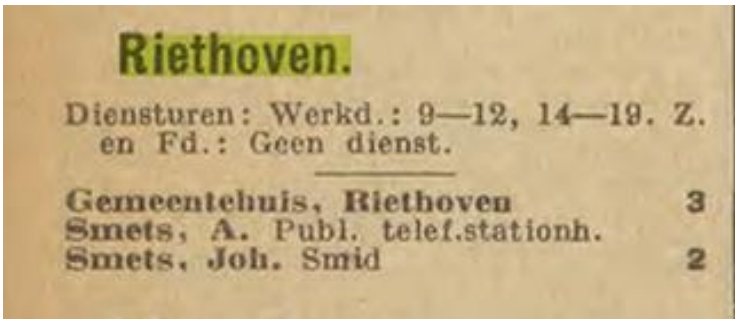 Riethoven.
Diensturen: Werkd.: 9—12, 14—19. Z.
en Fd.: Geen dienst.
Gemeentehuis, Riethoven 3
Smets, A. Publ. telef.stationh.
Smets, Joh. Smid 2